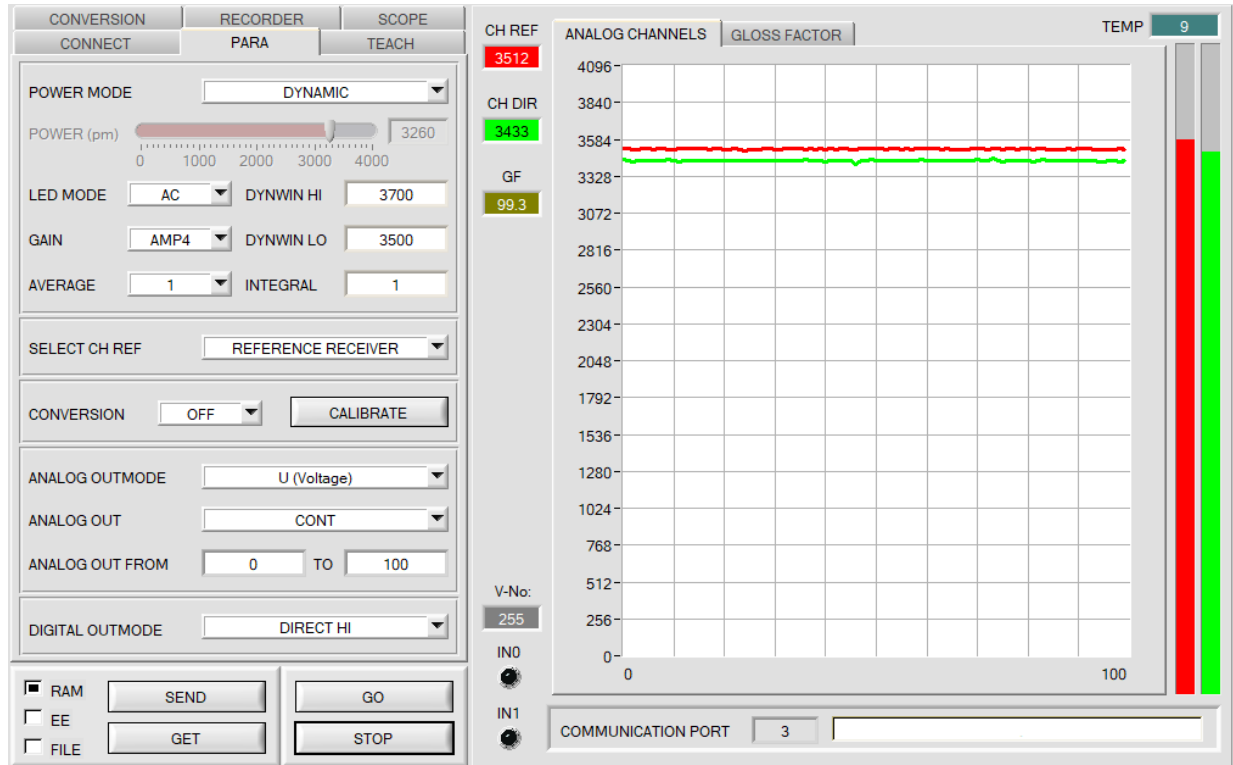 CONVERSION RECORDER SCOPE
CONNECT PARA TEACH
POWER MODE DYNAMIC
POWER (pm) 3260
0 1000 2000 3000 4000
LED MODE AC DYNWIN HI 3700
GAIN AMP4 DYNWIN LO 3500
AVERAGE 1 INTEGRAL 1
SELECT CH REF REFERENCE RECEIVER
CONVERSION OFF CALIBRATE
ANALOG OUTMODE U (Voltage)
ANALOG OUT CONT
ANALOG OUT FROM 0 TO 100
DIGITAL OUTMODE DIRECT HI
RAM SEND GO
EE
FILE GET STOP
CH REF
3512
CH DIR
3433
GF
99.3
V-No:
255
IN0
IN1
ANALOG CHANNELS GLOSS FACTOR
TEMP 9
4096
3840
3584
3328
3072
2816
2560
2304
2048
1792
1536
1280
1024
768
512
256
0
0 100
COMMUNICATION PORT 3